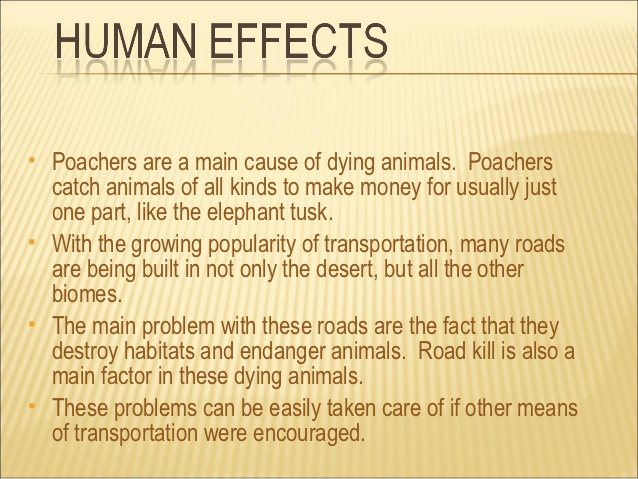 HUMAN EFFECTS
Poachers are a main cause of dying animals.  Poachers
catch animals of all kinds to make money for usually just
one part, like the elephant tusk.
With the growing popularity of transportation, many roads
are being built in not only the desert, but all the other
biomes.
The main problem with these roads are the fact that they
destroy habitats and endanger animals.  Road kill is also a
main factor in these dying animals.
These problems can be easily taken care of if other means
of transportation were encouraged.